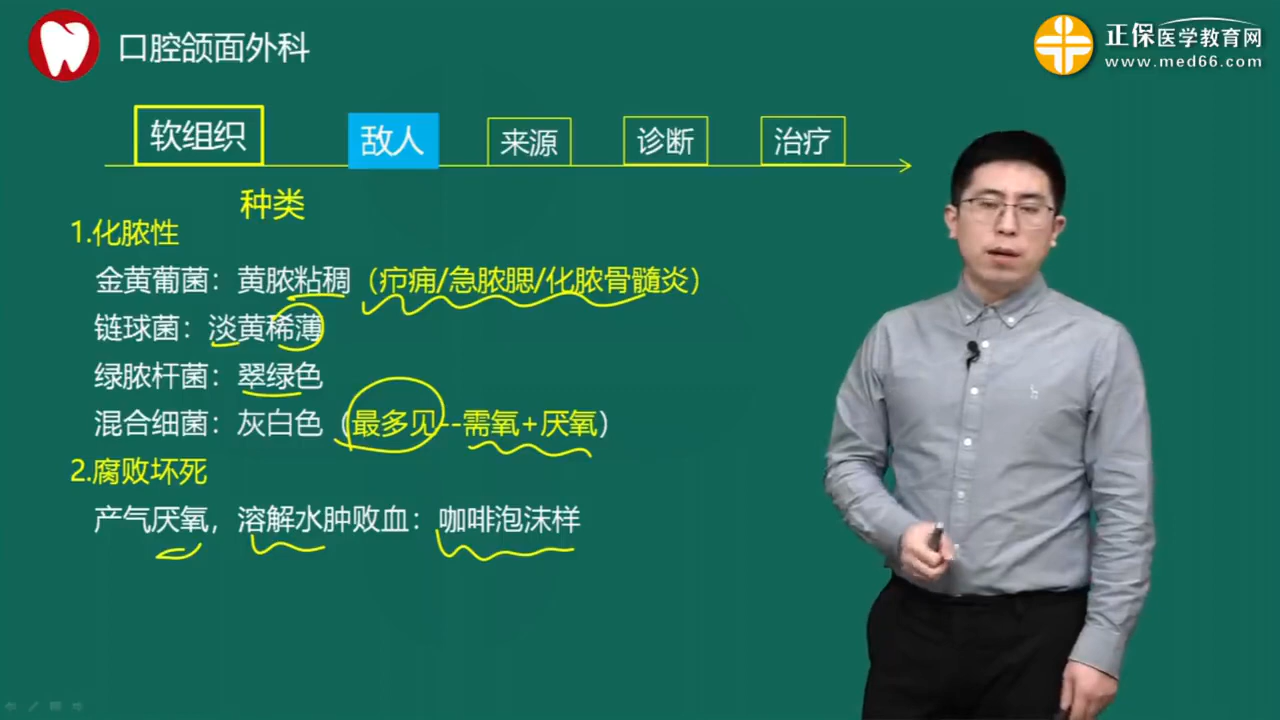 口腔颌面外科
正保医学教育网
www.med66.com
软组织
敌人
来源
诊断
治疗
种类
1.化脓性
金黄葡菌：黄脓粘稠（疖痈/急脓腮/化脓骨髓炎）
链球菌：淡黄稀薄
绿脓杆菌：翠绿色
混合细菌：灰白色（最多见--需氧+厌氧）
2.腐败坏死
产气厌氧，溶解水肿败血：咖啡泡沫样